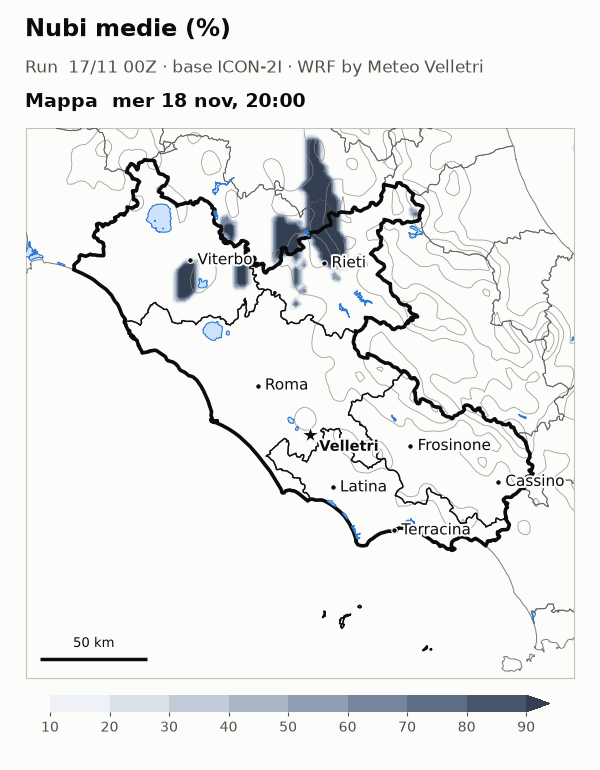 Nubi medie (%)
Run  17/11 00Z · base ICON-2I · WRF by Meteo Velletri
Mappa  mer 18 nov, 20:00
Viterbo
Rieti
Roma
Velletri
Frosinone
Latina
Cassino
Terracina
50 km
10 20 30 40 50 60 70 80 90